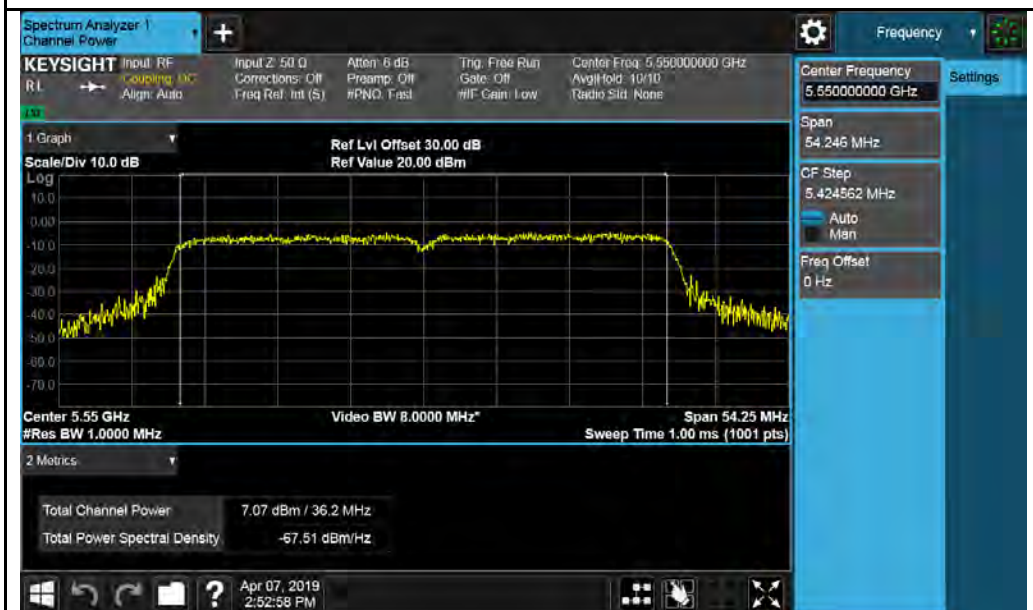 Spectrum Analyzer 1
Channel Power
+
Frequency
KEYSIGHT Input: RF
RL
Coupling: DC
Align: Auto
Input Z: 50 Ω
Corrections: Off
Freq Ref: Int (S)
Atten: 6 dB
Preamp: Off
#PNO: Fast
Trig: Free Run
Gate: Off
#IF Gain: Low
Center Freq: 5.550000000 GHz
Avg|Hold: 10/10
Radio Std: None
Center Frequency
5.550000000 GHz
Settings
Span
54.246 MHz
CF Step
5.424562 MHz
Auto
Man
Freq Offset
0 Hz
1 Graph
Scale/Div 10.0 dB
Ref Lvl Offset 30.00 dB
Ref Value 20.00 dBm
Log
10.0
0.00
-10.0
-20.0
-30.0
-40.0
-50.0
-60.0
-70.0
Center 5.55 GHz
#Res BW 1.0000 MHz
Video BW 8.0000 MHz*
Span 54.25 MHz
Sweep Time 1.00 ms (1001 pts)
2 Metrics
Total Channel Power 7.07 dBm / 36.2 MHz
Total Power Spectral Density -67.51 dBm/Hz
?
Apr 07, 2019
2:52:58 PM